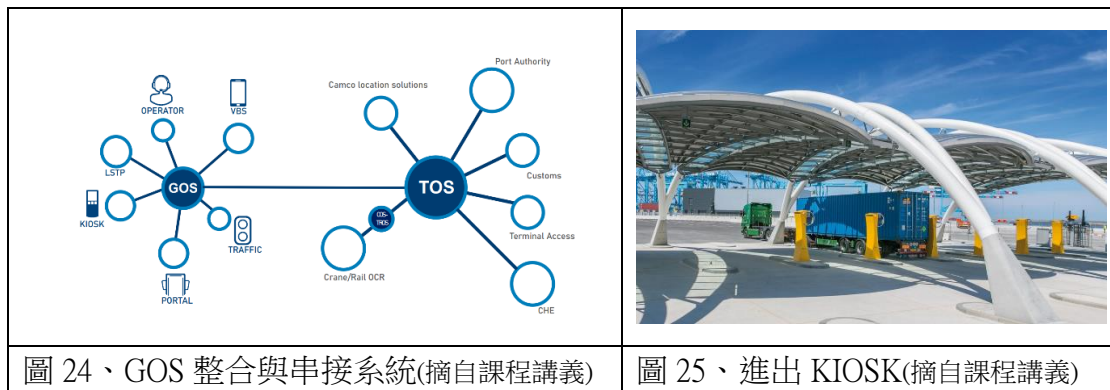 Port Authority
Camco location solutions
OPERATOR
VBS
Customs
LSTP
GOS
TOS
KIOSK
TRAFFIC
Terminal Access
Crane/Rail OCR
PORTAL
CHE
圖 24、GOS 整合與串接系統(摘自課程講義)
圖 25、進出 KIOSK(摘自課程講義)